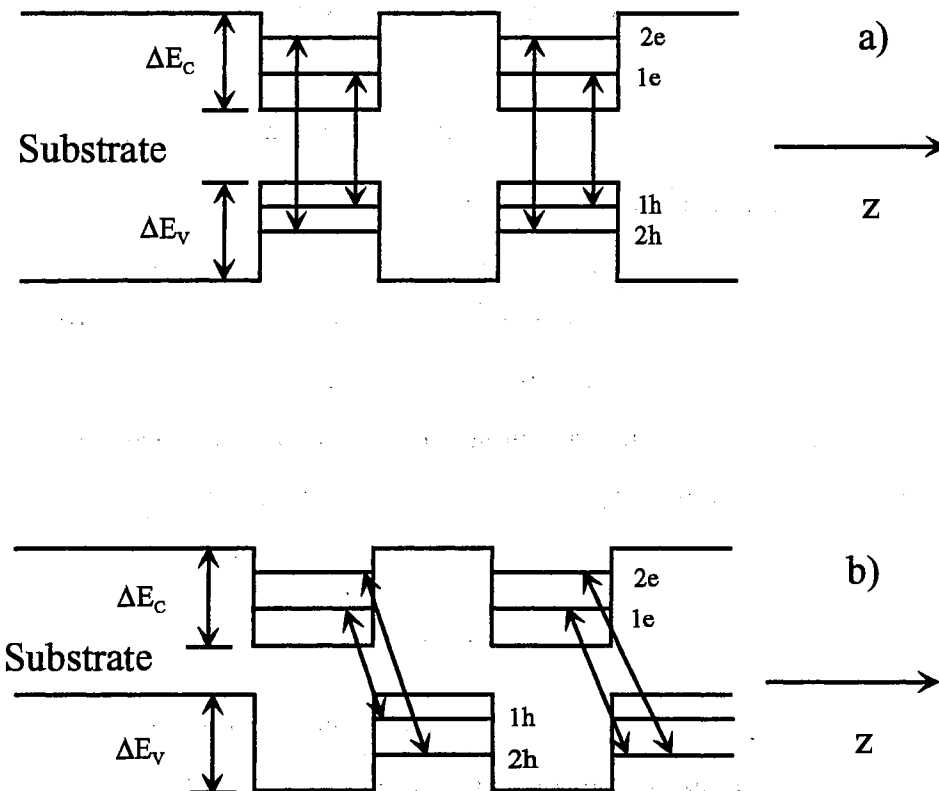 2e
a)
ΔE_C
1e
Substrate
z
1h
ΔE_V
2h
2e
b)
ΔE_C
1e
Substrate
1h
z
ΔE_V
2h